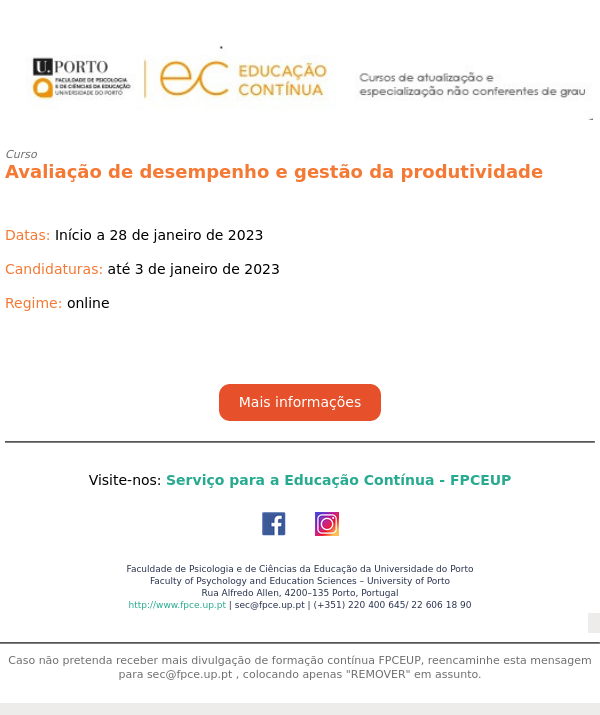 U.PORTO
FACULDADE DE PSICOLOGIA
E DE CIÊNCIAS DA EDUCAÇÃO
UNIVERSIDADE DO PORTO
ec EDUCAÇÃO
CONTÍNUA
Cursos de atualização e
especialização não conferentes de grau
Curso
Avaliação de desempenho e gestão da produtividade
Datas: Início a 28 de janeiro de 2023
Candidaturas: até 3 de janeiro de 2023
Regime: online
Mais informações
Visite-nos: Serviço para a Educação Contínua - FPCEUP
Faculdade de Psicologia e de Ciências da Educação da Universidade do Porto
Faculty of Psychology and Education Sciences – University of Porto
Rua Alfredo Allen, 4200–135 Porto, Portugal
http://www.fpce.up.pt | sec@fpce.up.pt | (+351) 220 400 645/ 22 606 18 90
Caso não pretenda receber mais divulgação de formação contínua FPCEUP, reencaminhe esta mensagem
para sec@fpce.up.pt , colocando apenas "REMOVER" em assunto.